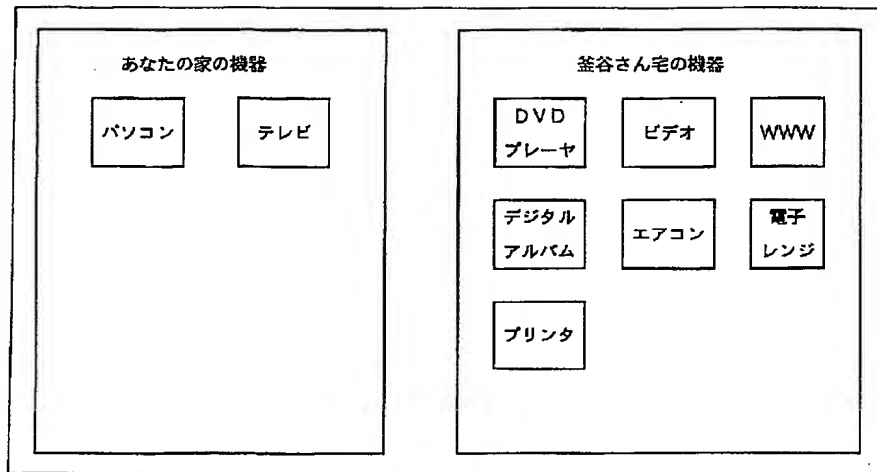 あなたの家の機器
パソコン
テレビ
釜谷さん宅の機器
DVD
プレーヤ
ビデオ
WWW
デジタル
アルバム
エアコン
電子
レンジ
プリンタ